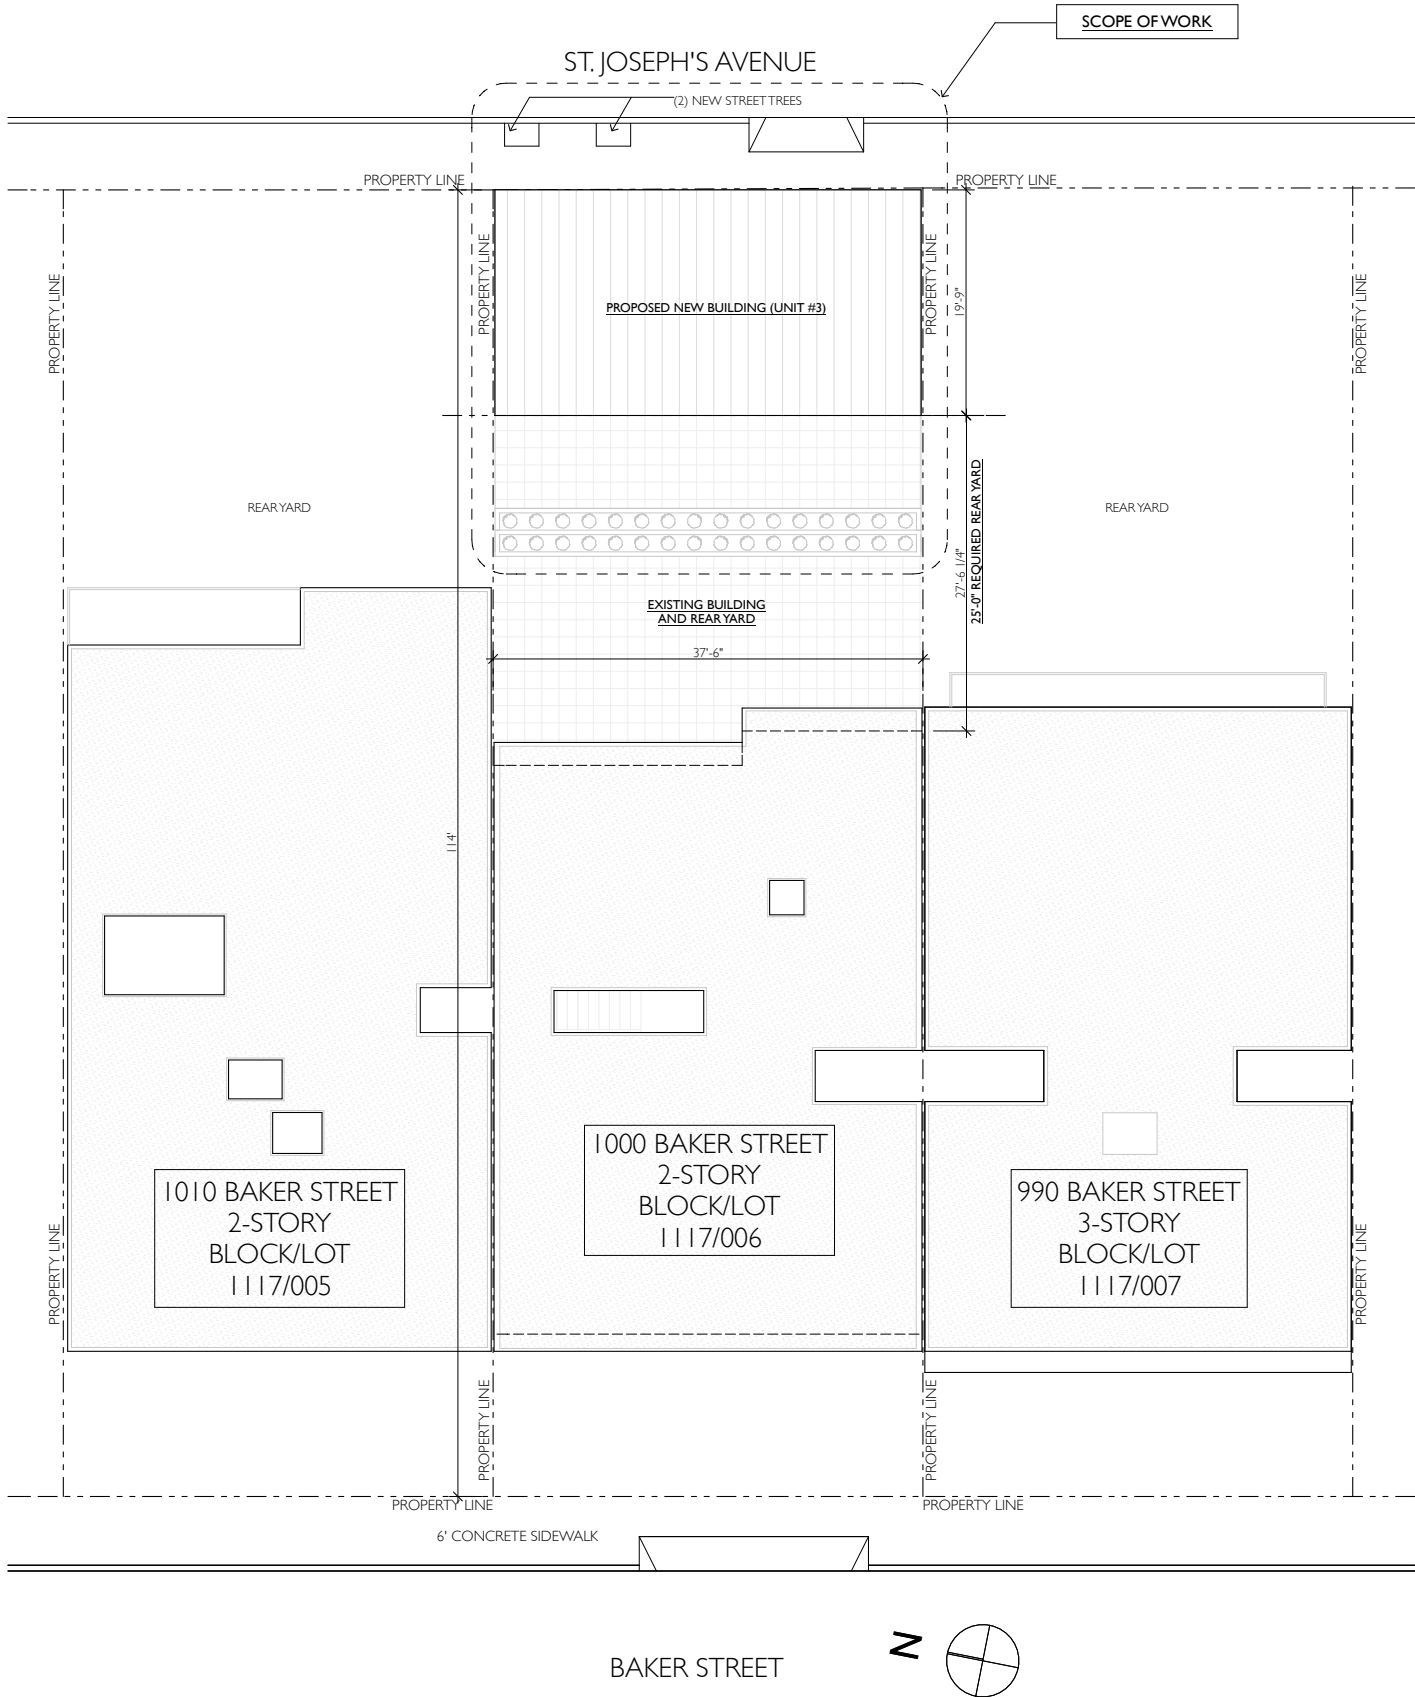 SCOPE OF WORK
ST. JOSEPH'S AVENUE
(2) NEW STREET TREES
PROPERTY LINE
PROPERTY LINE
PROPERTY LINE
PROPERTY LINE
PROPERTY LINE
PROPERTY LINE
PROPOSED NEW BUILDING (UNIT #3)
19'-9"
REAR YARD
REAR YARD
27'-6 1/4"
25'-0" REQUIRED REAR YARD
EXISTING BUILDING
AND REAR YARD
37'-6"
114'
1010 BAKER STREET
2-STORY
BLOCK/LOT
1117/005
1000 BAKER STREET
2-STORY
BLOCK/LOT
1117/006
990 BAKER STREET
3-STORY
BLOCK/LOT
1117/007
PROPERTY LINE
PROPERTY LINE
PROPERTY LINE
PROPERTY LINE
PROPERTY LINE
PROPERTY LINE
6' CONCRETE SIDEWALK
BAKER STREET
N